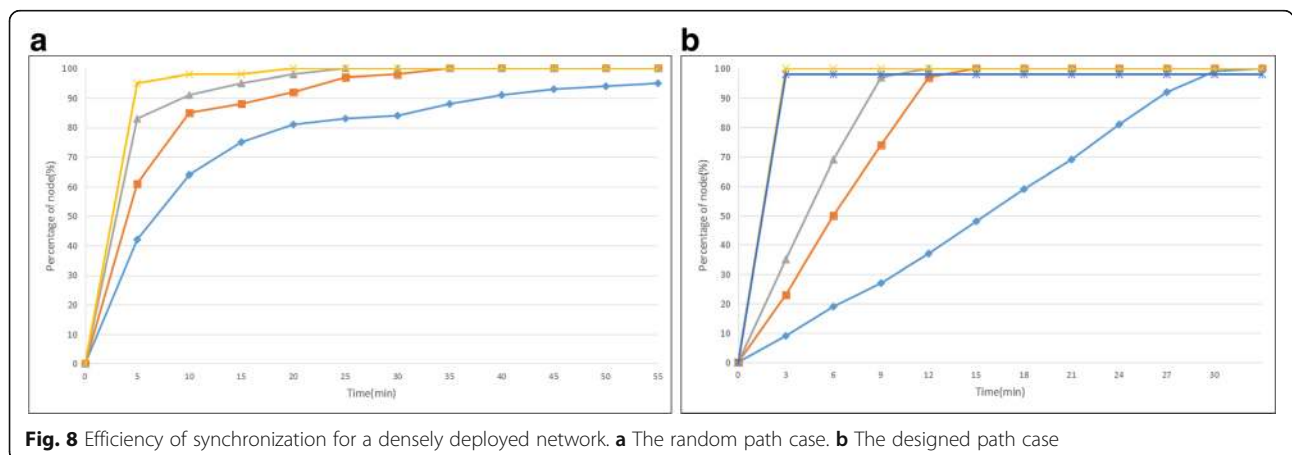 a
100
90
80
70
60
50
40
30
20
10
0
Percentage of node(%)
0 5 10 15 20 25 30 35 40 45 50 55
Time(min)
b
100
90
80
70
60
50
40
30
20
10
0
Percentage of node(%)
0 3 6 9 12 15 18 21 24 27 30
Time(min)
Fig. 8 Efficiency of synchronization for a densely deployed network. a The random path case. b The designed path case